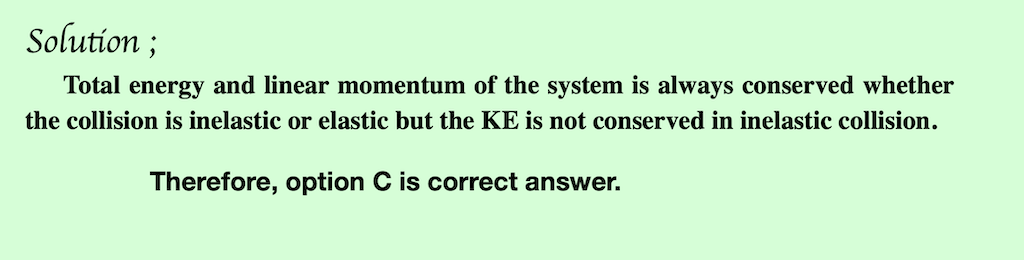 Solution ;
Total energy and linear momentum of the system is always conserved whether
the collision is inelastic or elastic but the KE is not conserved in inelastic collision.
Therefore, option C is correct answer.